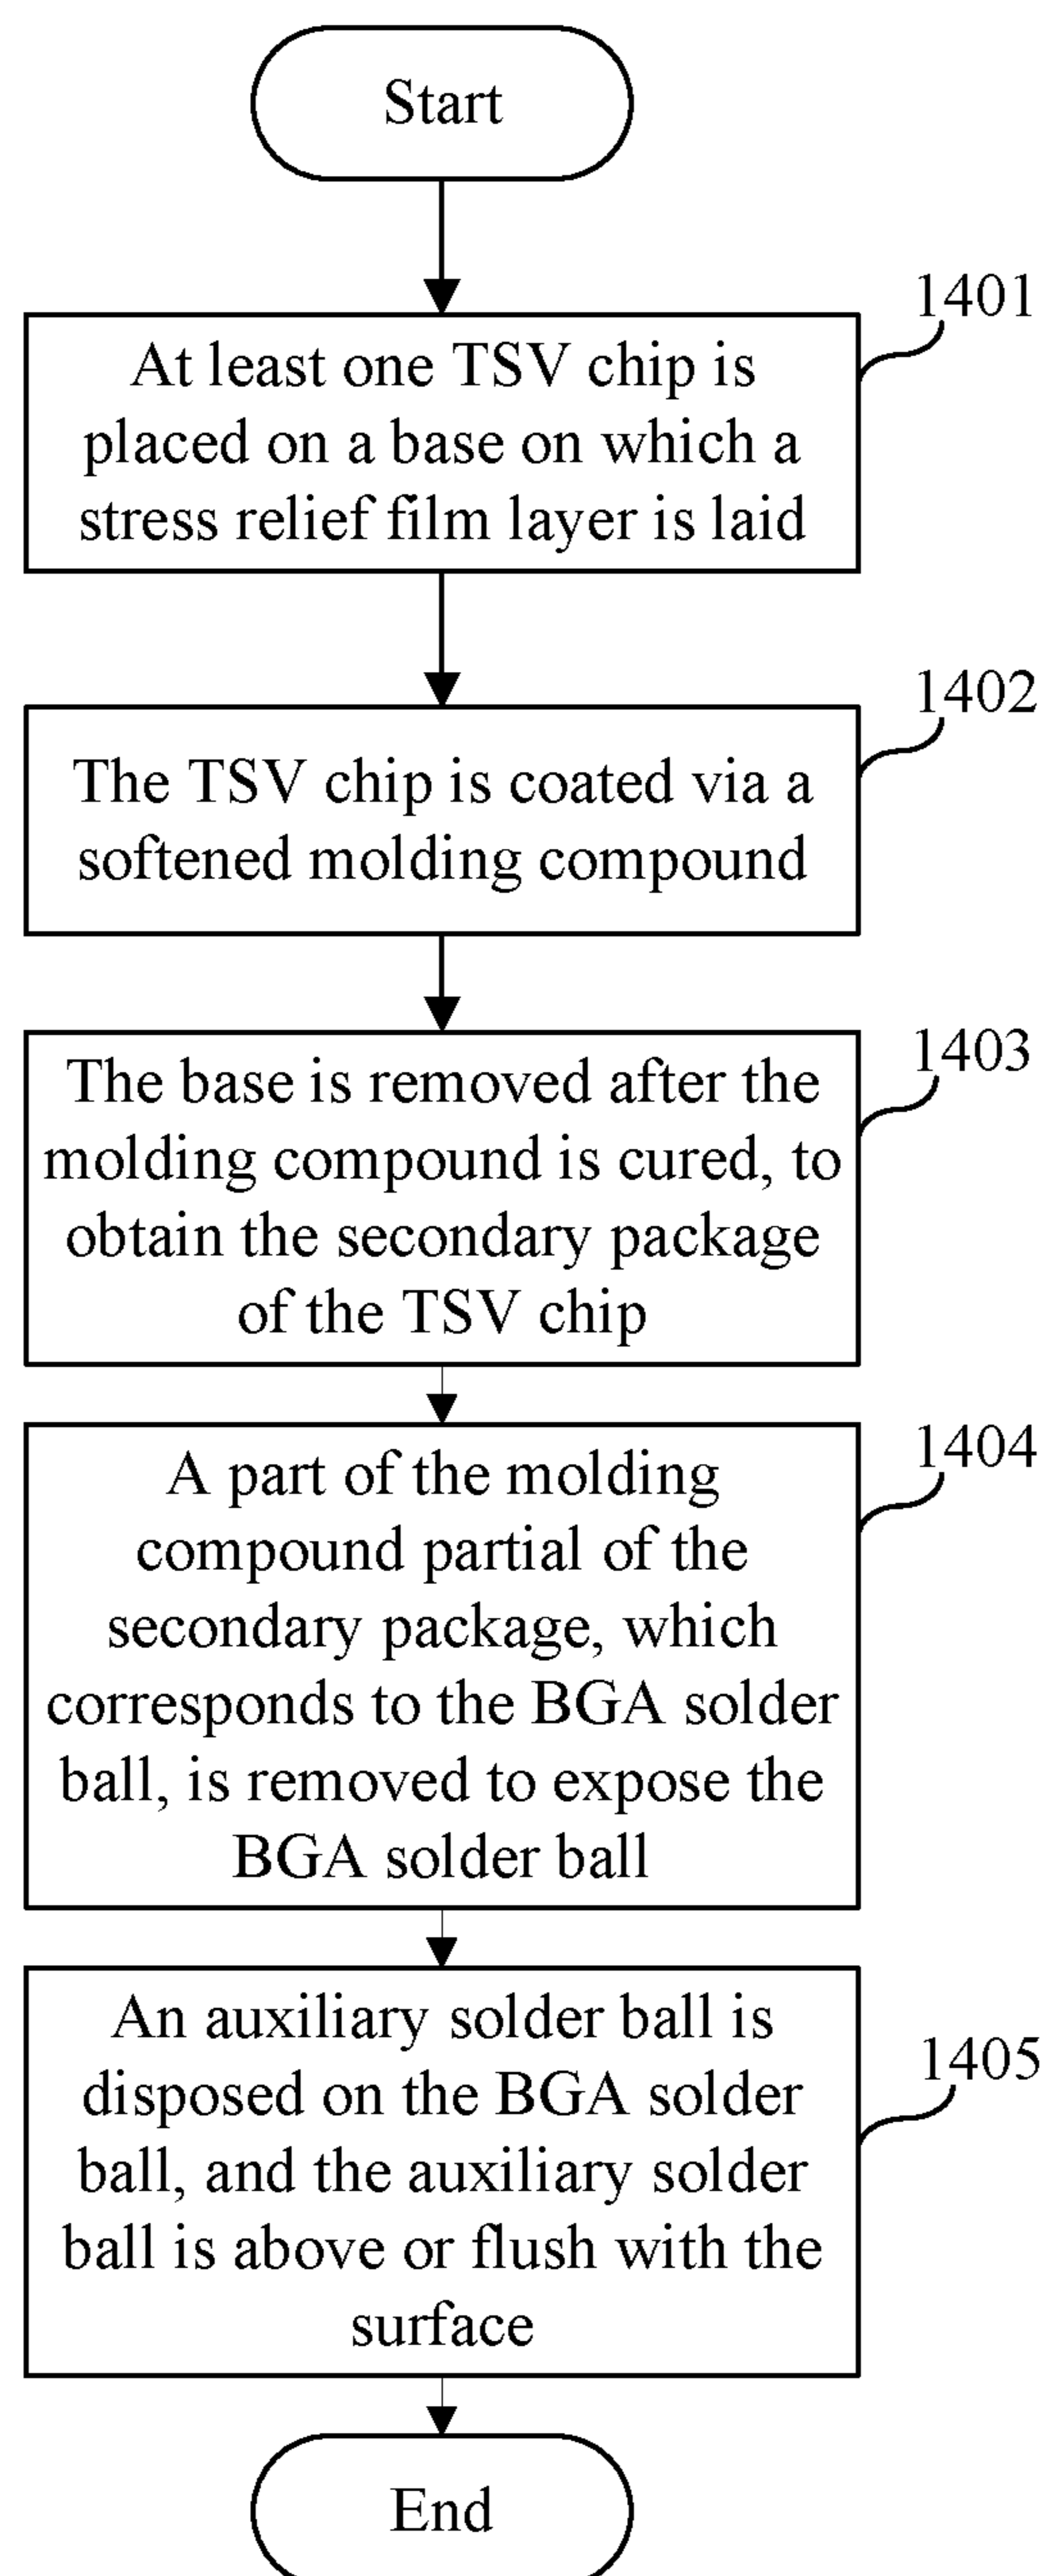 Start
1401
At least one TSV chip is
placed on a base on which a
stress relief film layer is laid
1402
The TSV chip is coated via a
softened molding compound
1403
The base is removed after the
molding compound is cured, to
obtain the secondary package
of the TSV chip
1404
A part of the molding
compound partial of the
secondary package, which
corresponds to the BGA solder
ball, is removed to expose the
BGA solder ball
1405
An auxiliary solder ball is
disposed on the BGA solder
ball, and the auxiliary solder
ball is above or flush with the
surface
End